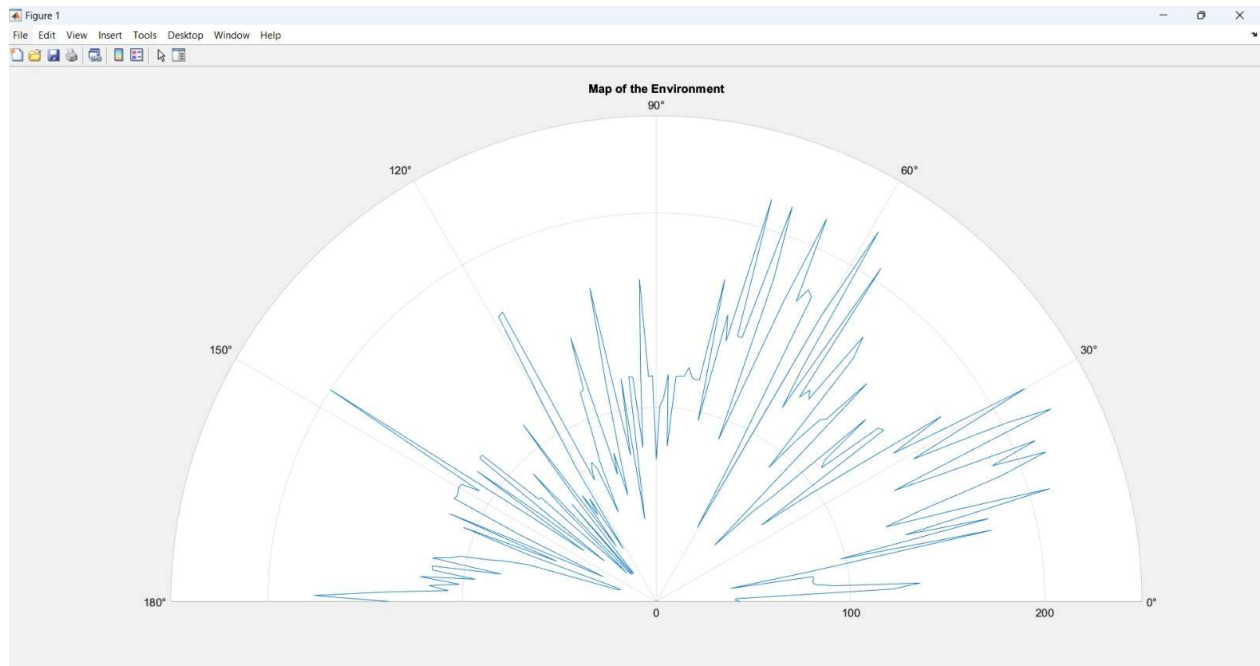 Figure 1
File Edit View Insert Tools Desktop Window Help
Map of the Environment
90°
120°
60°
150°
30°
180°
0°
0 100 200